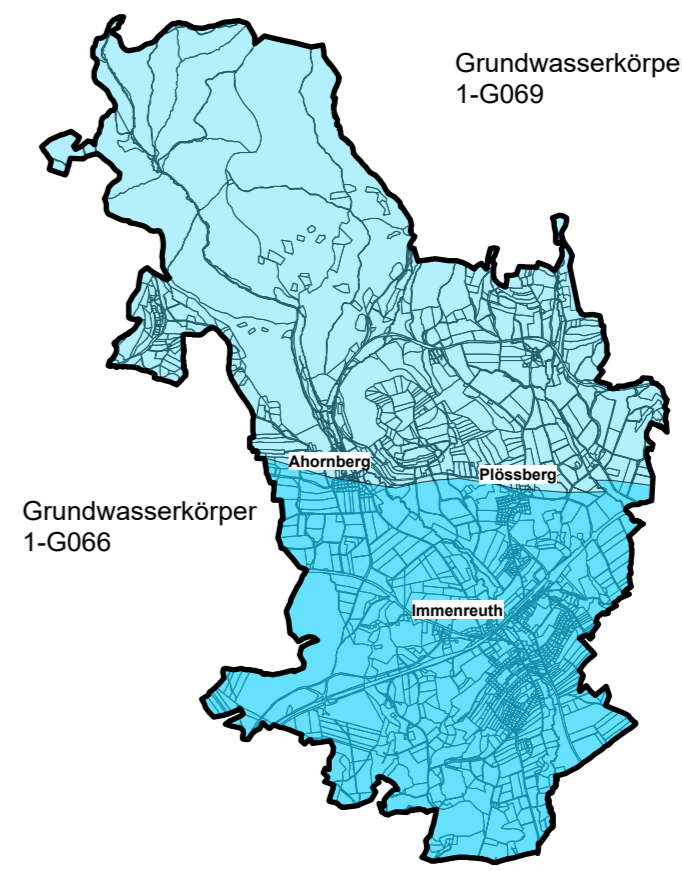 Grundwasserkörper
1-G069
Ahornberg
Plössberg
Grundwasserkörper
1-G066
Immenreuth